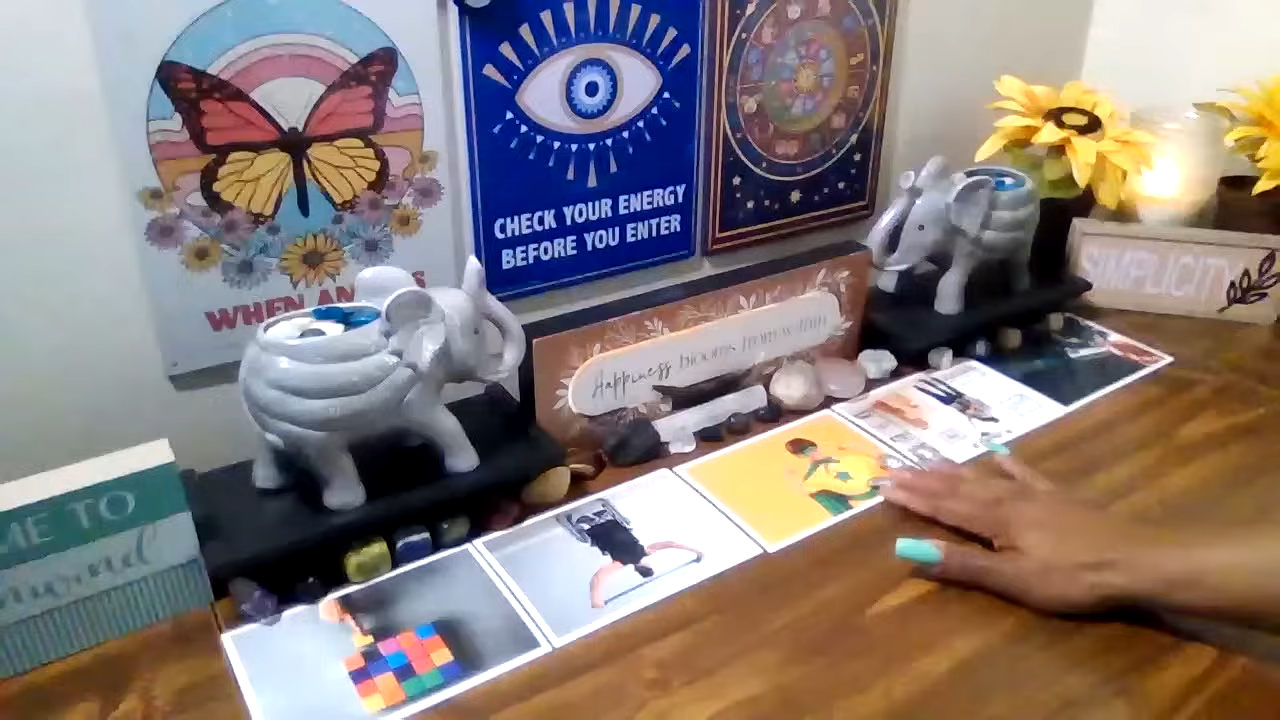 WHEN AN
CHECK YOUR ENERGY
BEFORE YOU ENTER
Happiness blooms from within
SIMPLICITY
ME TO